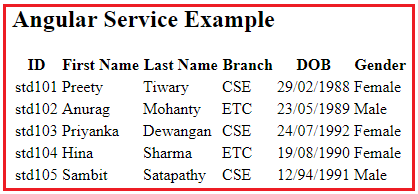 Angular Service Example
ID First Name Last Name Branch DOB Gender
std101 Preety Tiwary CSE 29/02/1988 Female
std102 Anurag Mohanty ETC 23/05/1989 Male
std103 Priyanka Dewangan CSE 24/07/1992 Female
std104 Hina Sharma ETC 19/08/1990 Female
std105 Sambit Satapathy CSE 12/94/1991 Male